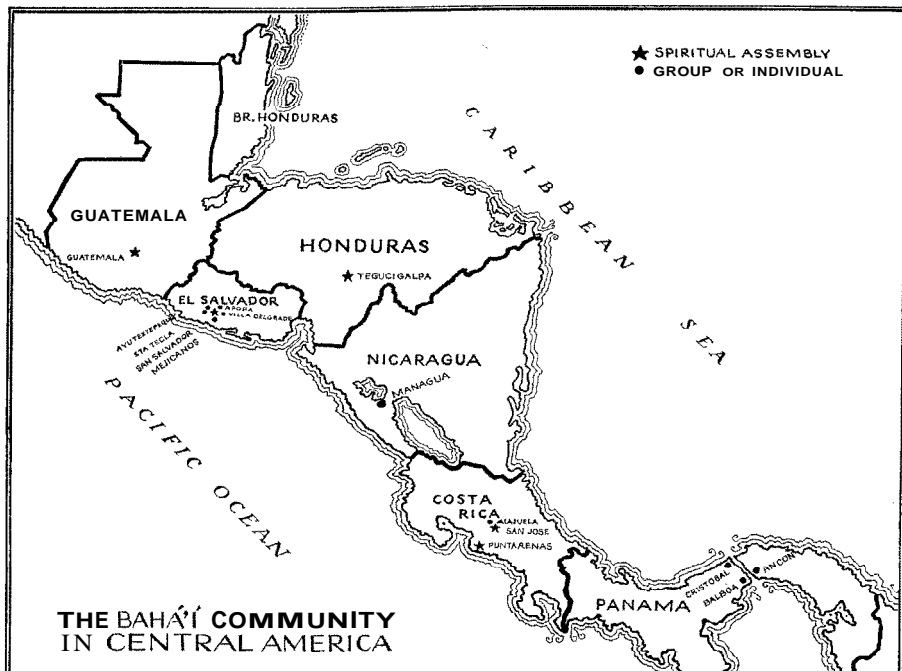 ★ SPIRITUAL ASSEMBLY
● GROUP OR INDIVIDUAL
BR. HONDURAS
CARIBBEAN
SEA
GUATEMALA
GUATEMALA
HONDURAS
TEGUCIGALPA
EL SALVADOR
APOPA
VILLA DELGRADE
AYUTEXTEPEQUE
STA TECLA
SAN SALVADOR
MEJICANOS
NICARAGUA
MANAGUA
PACIFIC OCEAN
COSTA
RICA
ALAJUELA
SAN JOSE
PUNTARENAS
CRISTOBAL
BALBOA
ANCON
PANAMA
THE BAHÁ'Í COMMUNITY
IN CENTRAL AMERICA